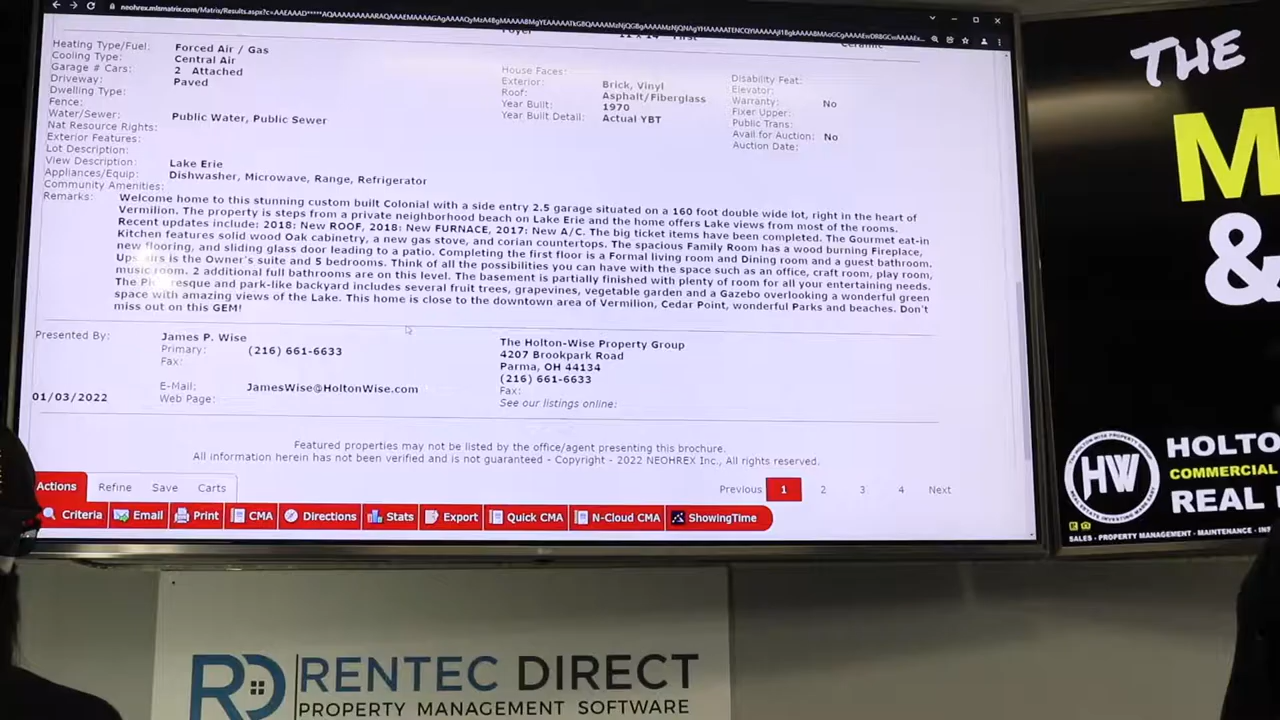 neohrex.mlsmatrix.com/Matrix/Results.aspx
Foyer 11 x 14 First Ceramic
Heating Type/Fuel: Forced Air / Gas
Cooling Type: Central Air
Garage # Cars: 2 Attached
Driveway: Paved
Dwelling Type:
Fence:
Water/Sewer: Public Water, Public Sewer
Nat Resource Rights:
Exterior Features:
Lot Description:
View Description: Lake Erie
Appliances/Equip: Dishwasher, Microwave, Range, Refrigerator
Community Amenities:
House Faces:
Exterior: Brick, Vinyl
Roof: Asphalt/Fiberglass
Year Built: 1970
Year Built Detail: Actual YBT
Disability Feat:
Elevator:
Warranty: No
Fixer Upper:
Public Trans:
Avail for Auction: No
Auction Date:
Remarks: Welcome home to this stunning custom built Colonial with a side entry 2.5 garage situated on a 160 foot double wide lot, right in the heart of
Vermilion. The property is steps from a private neighborhood beach on Lake Erie and the home offers Lake views from most of the rooms.
Recent updates include: 2018: New ROOF, 2018: New FURNACE, 2017: New A/C. The big ticket items have been completed. The Gourmet eat-in
Kitchen features solid wood Oak cabinetry, a new gas stove, and corian countertops. The spacious Family Room has a wood burning Fireplace,
new flooring, and sliding glass door leading to a patio. Completing the first floor is a Formal living room and Dining room and a guest bathroom.
Upstairs is the Owner's suite and 5 bedrooms. Think of all the possibilities you can have with the space such as an office, craft room, play room,
music room. 2 additional full bathrooms are on this level. The basement is partially finished with plenty of room for all your entertaining needs.
The Picturesque and park-like backyard includes several fruit trees, grapevines, vegetable garden and a Gazebo overlooking a wonderful green
space with amazing views of the Lake. This home is close to the downtown area of Vermilion, Cedar Point, wonderful Parks and beaches. Don't
miss out on this GEM!
Presented By: James P. Wise
Primary: (216) 661-6633
Fax:
E-Mail: JamesWise@HoltonWise.com
01/03/2022 Web Page:
The Holton-Wise Property Group
4207 Brookpark Road
Parma, OH 44134
(216) 661-6633
Fax:
See our listings online:
Featured properties may not be listed by the office/agent presenting this brochure.
All information herein has not been verified and is not guaranteed - Copyright - 2022 NEOHREX Inc., All rights reserved.
Actions Refine Save Carts Previous 1 2 3 4 Next
Criteria Email Print CMA Directions Stats Export Quick CMA N-Cloud CMA ShowingTime
THE
M
&
HW
HOLTO
COMMERCIAL
REAL
SALES - PROPERTY MANAGEMENT - MAINTENANCE - IN
RD RENTEC DIRECT
PROPERTY MANAGEMENT SOFTWARE